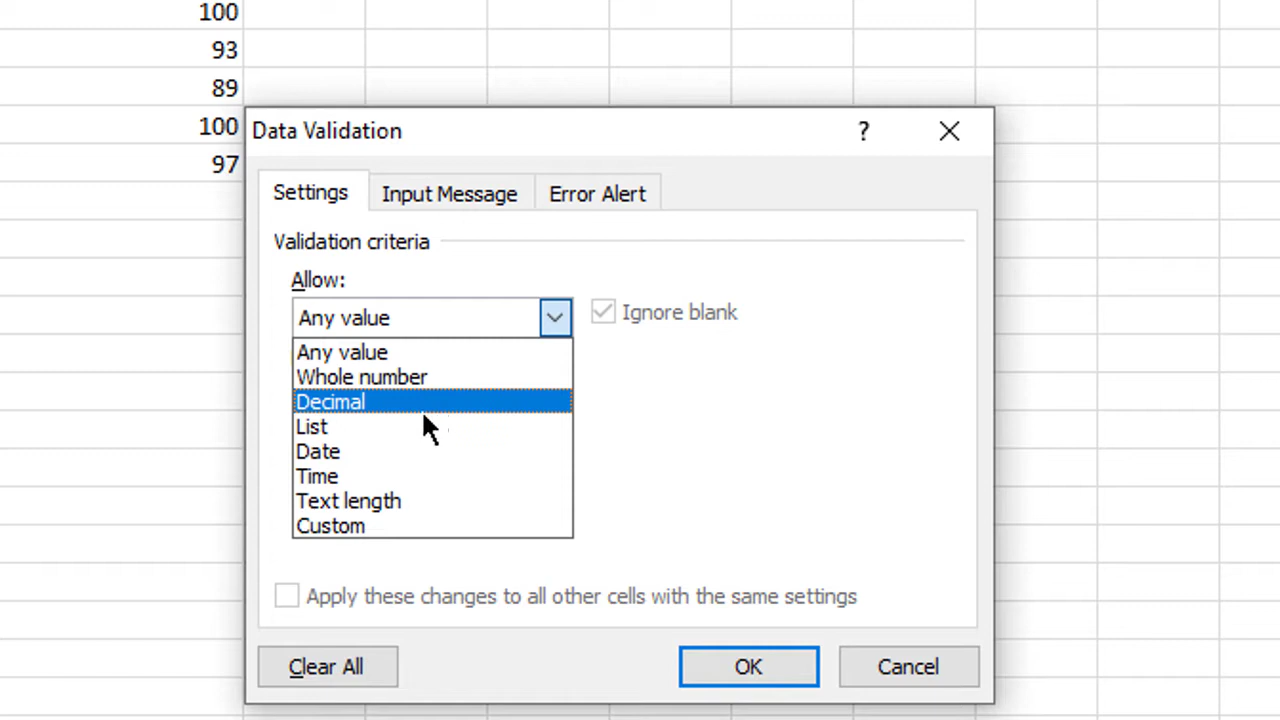 100
93
89
100
97
Data Validation ?
Settings Input Message Error Alert
Validation criteria
Allow:
Any value Ignore blank
Any value
Whole number
Decimal
List
Date
Time
Text length
Custom
Apply these changes to all other cells with the same settings
Clear All OK Cancel